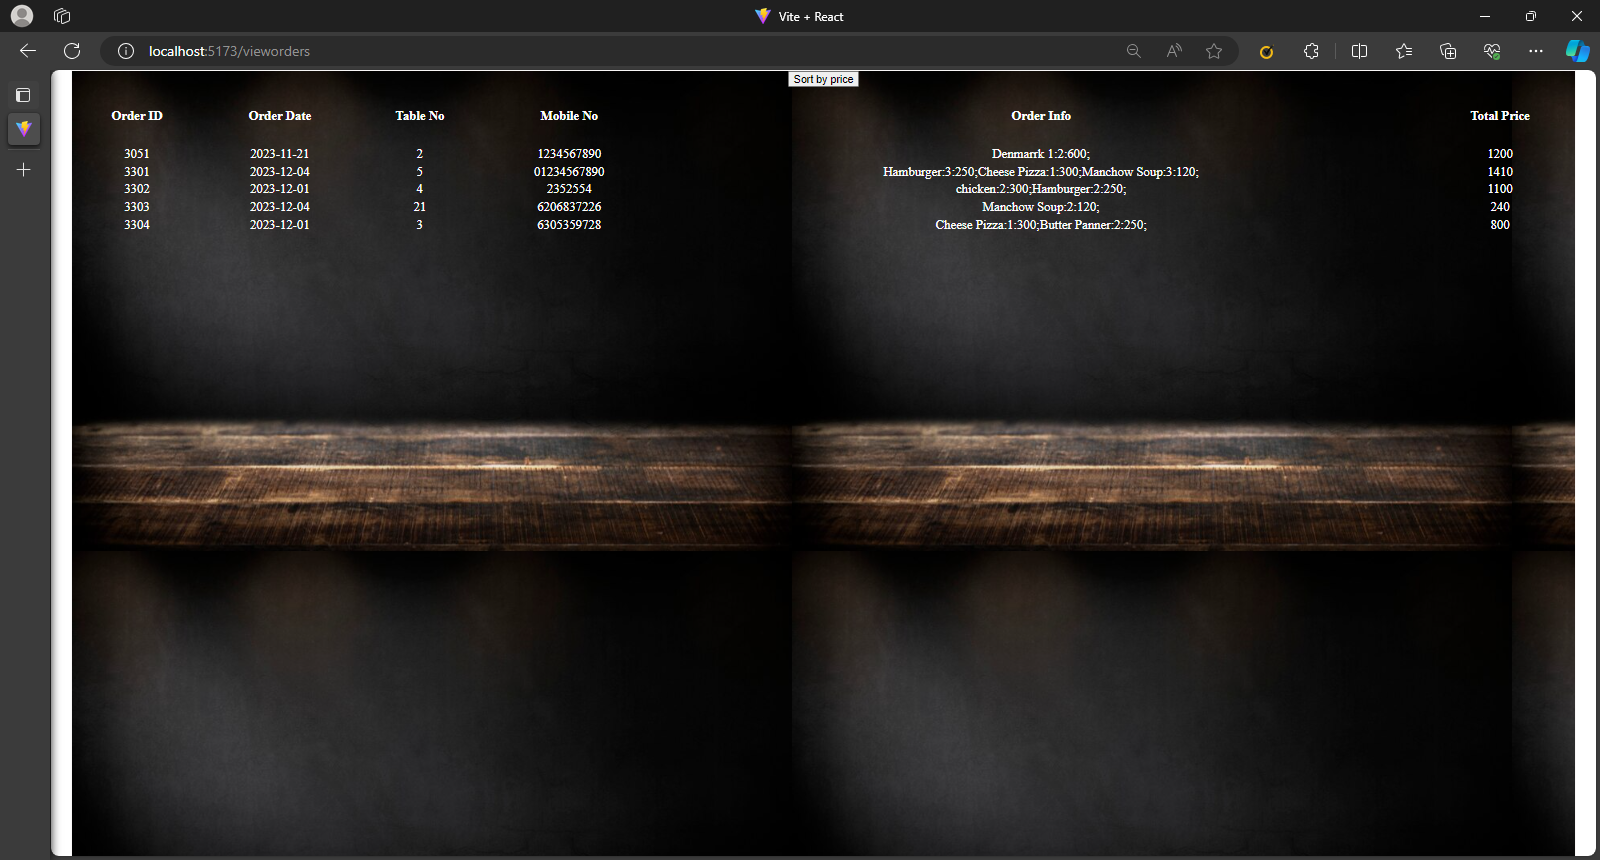 Vite + React
localhost:5173/vieworders
Sort by price
Order ID Order Date Table No Mobile No Order Info Total Price
3051 2023-11-21 2 1234567890 Denmarrk 1:2:600; 1200
3301 2023-12-04 5 01234567890 Hamburger:3:250;Cheese Pizza:1:300;Manchow Soup:3:120; 1410
3302 2023-12-01 4 2352554 chicken:2:300;Hamburger:2:250; 1100
3303 2023-12-04 21 6206837226 Manchow Soup:2:120; 240
3304 2023-12-01 3 6305359728 Cheese Pizza:1:300;Butter Panner:2:250; 800